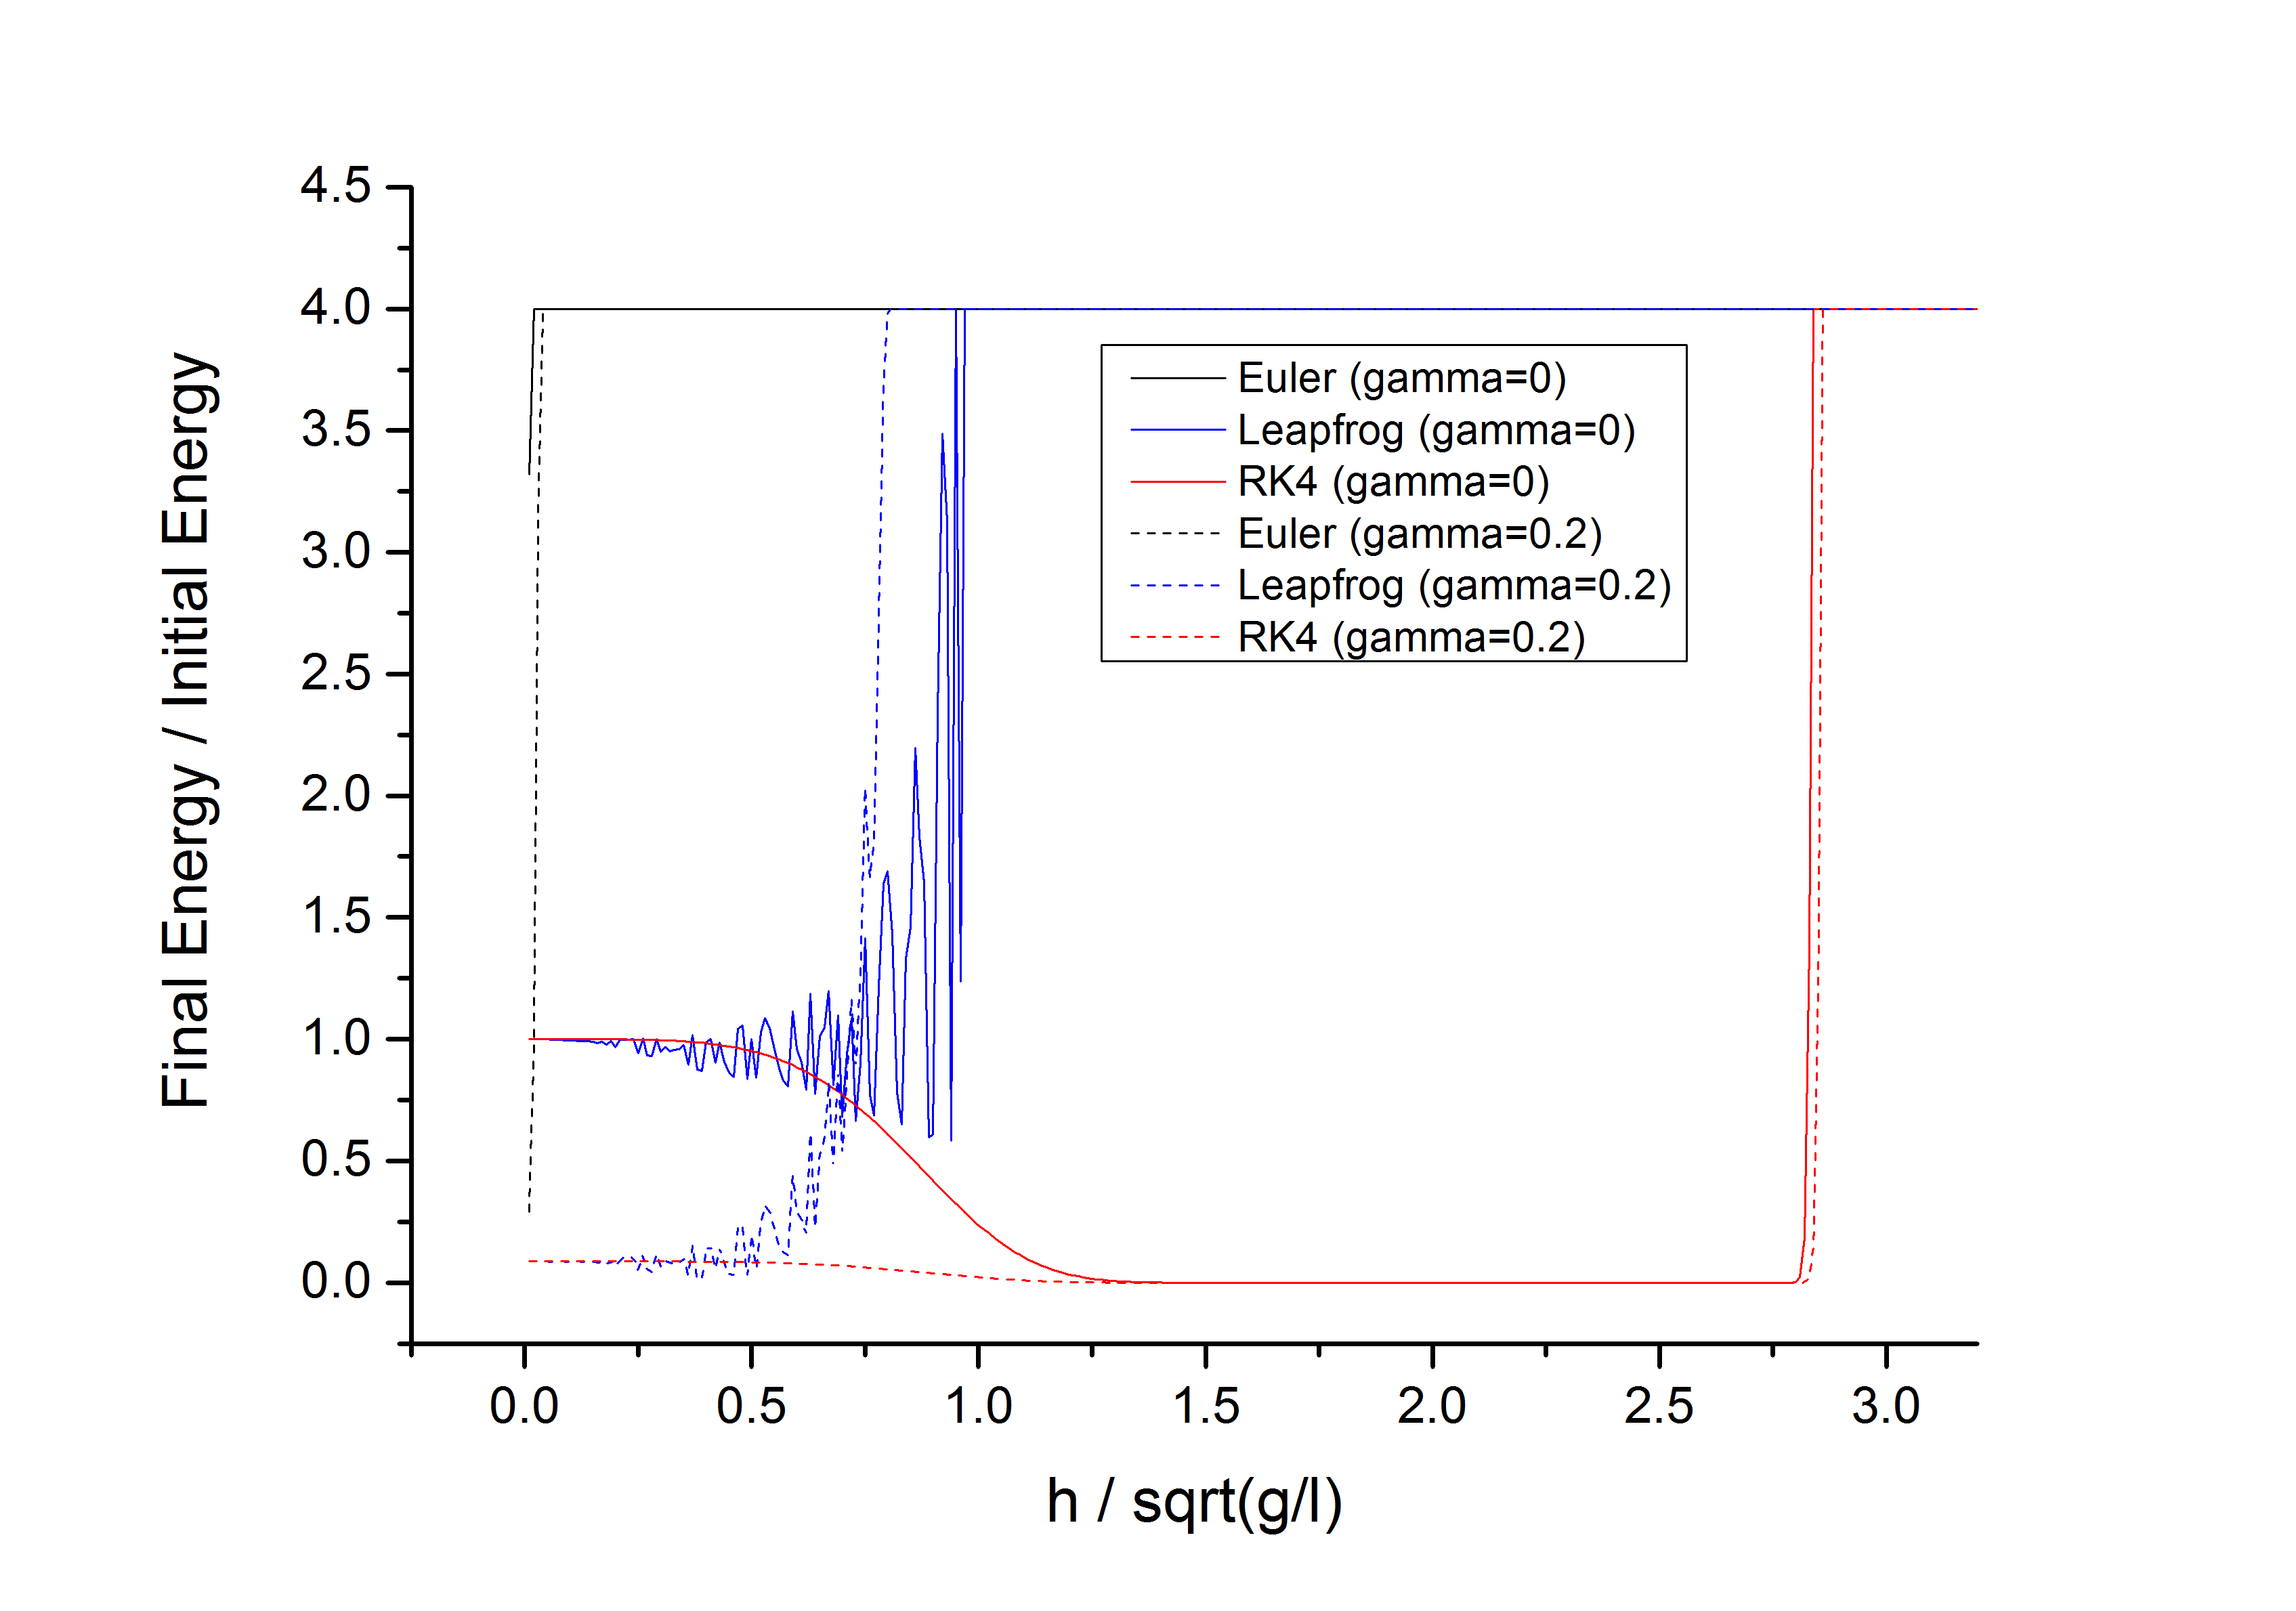 Final Energy / Initial Energy
4.5
4.0
3.5
3.0
2.5
2.0
1.5
1.0
0.5
0.0
Euler (gamma=0)
Leapfrog (gamma=0)
RK4 (gamma=0)
Euler (gamma=0.2)
Leapfrog (gamma=0.2)
RK4 (gamma=0.2)
0.0 0.5 1.0 1.5 2.0 2.5 3.0
h / sqrt(g/l)